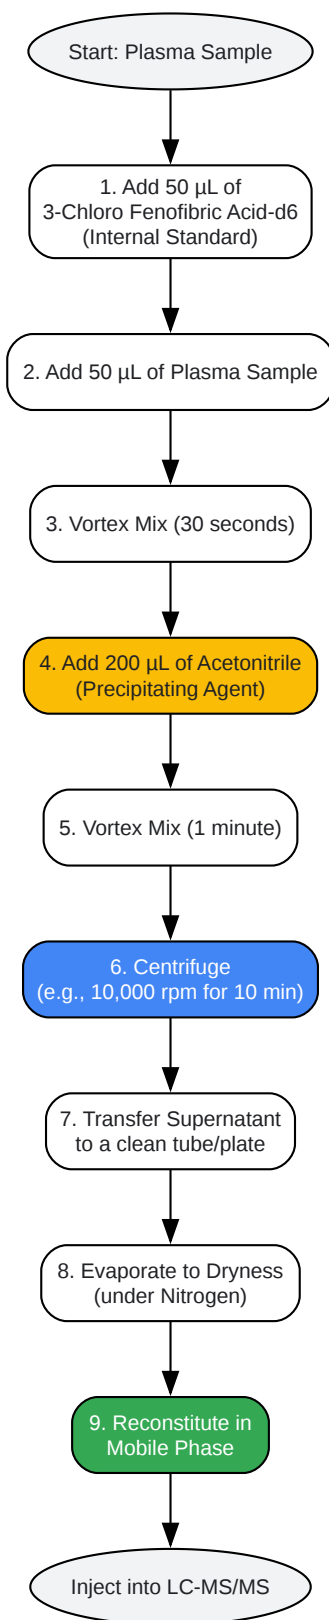 Start: Plasma Sample
1. Add 50 µL of
3-Chloro Fenofibric Acid-d6
(Internal Standard)
2. Add 50 µL of Plasma Sample
3. Vortex Mix (30 seconds)
4. Add 200 µL of Acetonitrile
(Precipitating Agent)
5. Vortex Mix (1 minute)
6. Centrifuge
(e.g., 10,000 rpm for 10 min)
7. Transfer Supernatant
to a clean tube/plate
8. Evaporate to Dryness
(under Nitrogen)
9. Reconstitute in
Mobile Phase
Inject into LC-MS/MS